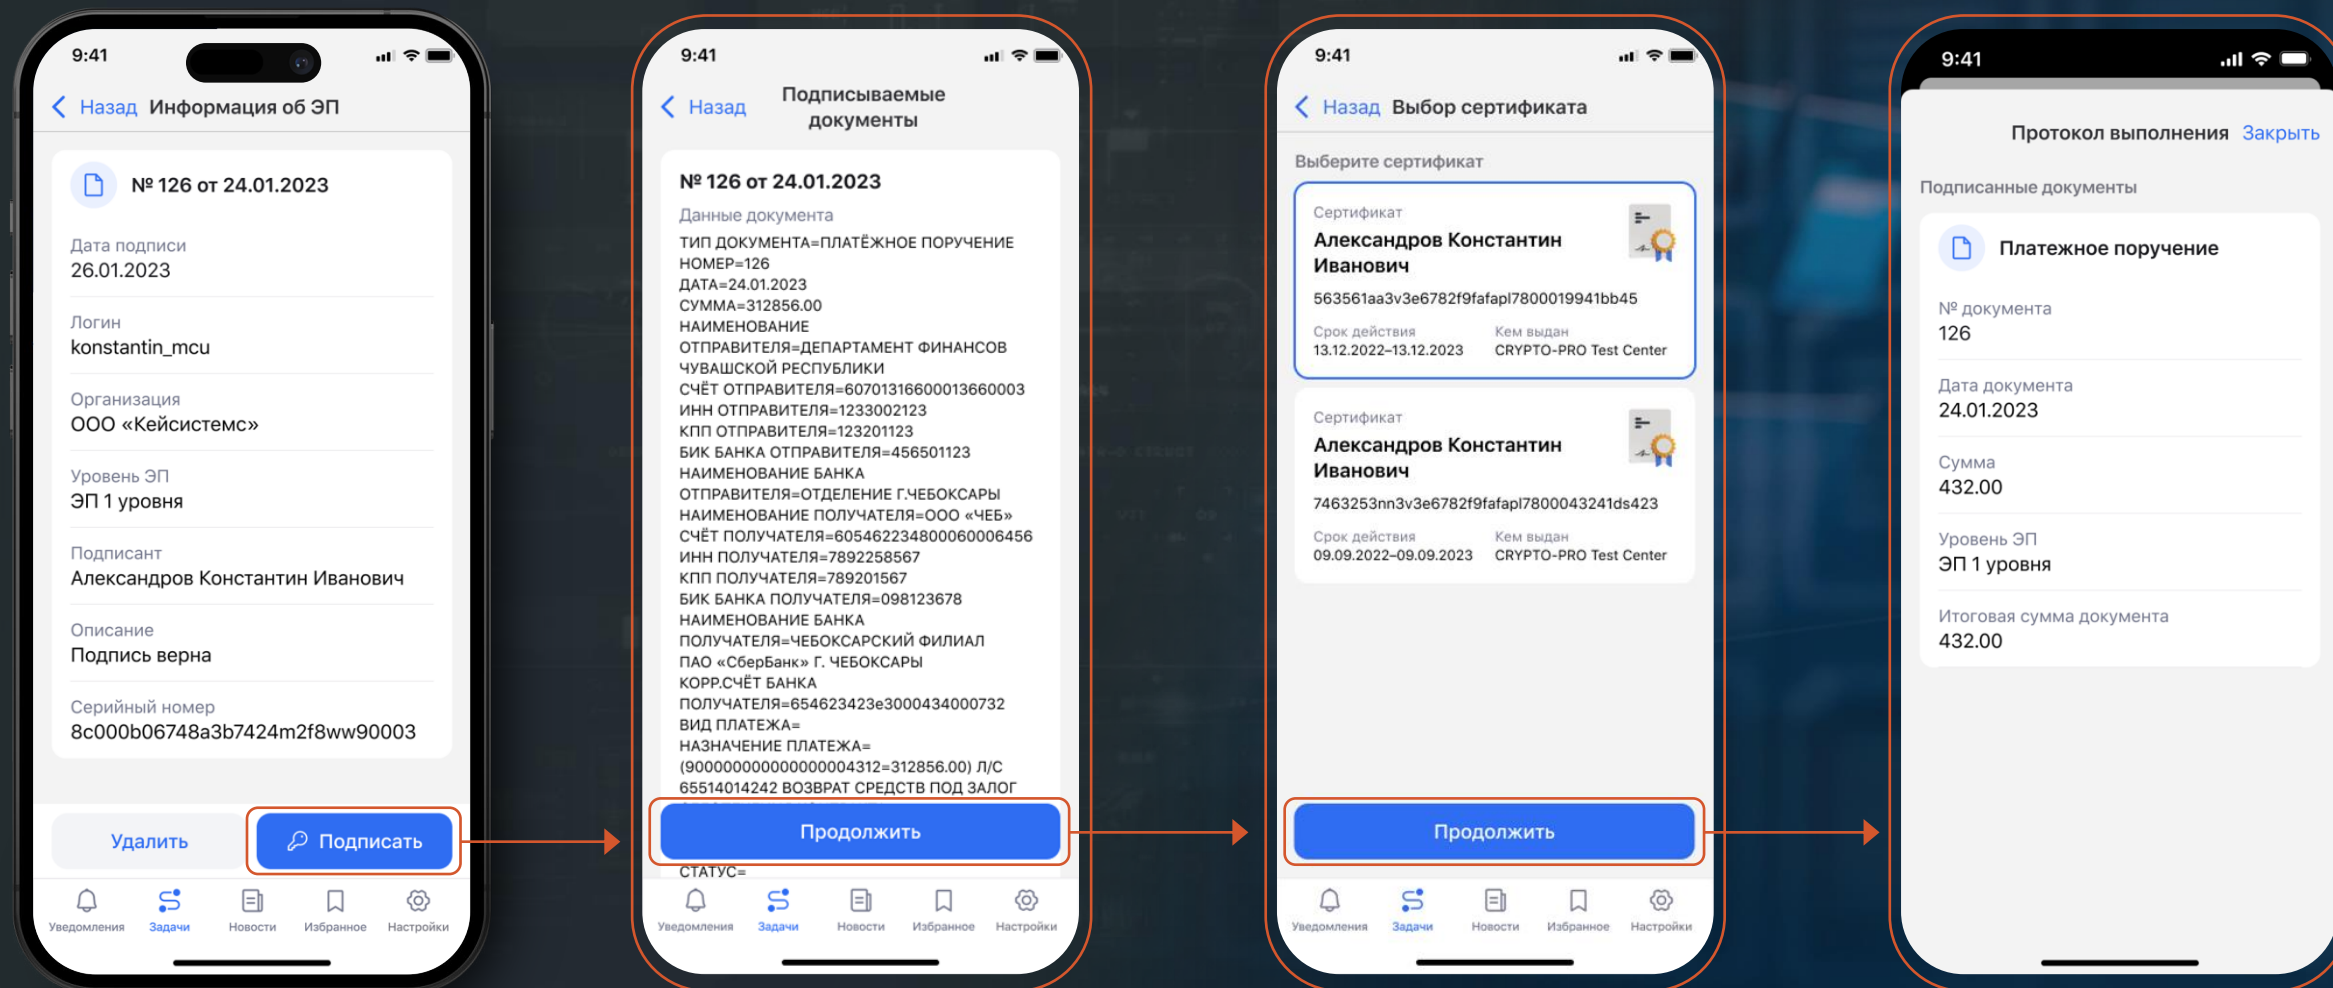 9:41
Назад Информация об ЭП
№ 126 от 24.01.2023
Дата подписи
26.01.2023
Логин
konstantin_mcu
Организация
ООО «Кейсистемс»
Уровень ЭП
ЭП 1 уровня
Подписант
Александров Константин Иванович
Описание
Подпись верна
Серийный номер
8c000b06748a3b7424m2f8ww90003
Удалить
Подписать
Уведомления
Задачи
Новости
Избранное
Настройки
9:41
Назад
Подписываемые
документы
№ 126 от 24.01.2023
Данные документа
ТИП ДОКУМЕНТА=ПЛАТЁЖНОЕ ПОРУЧЕНИЕ
НОМЕР=126
ДАТА=24.01.2023
СУММА=312856.00
НАИМЕНОВАНИЕ
ОТПРАВИТЕЛЯ=ДЕПАРТАМЕНТ ФИНАНСОВ
ЧУВАШСКОЙ РЕСПУБЛИКИ
СЧЁТ ОТПРАВИТЕЛЯ=60701316600013660003
ИНН ОТПРАВИТЕЛЯ=1233002123
КПП ОТПРАВИТЕЛЯ=123201123
БИК БАНКА ОТПРАВИТЕЛЯ=456501123
НАИМЕНОВАНИЕ БАНКА
ОТПРАВИТЕЛЯ=ОТДЕЛЕНИЕ Г.ЧЕБОКСАРЫ
НАИМЕНОВАНИЕ ПОЛУЧАТЕЛЯ=ООО «ЧЕБ»
СЧЁТ ПОЛУЧАТЕЛЯ=605462234800060006456
ИНН ПОЛУЧАТЕЛЯ=7892258567
КПП ПОЛУЧАТЕЛЯ=789201567
БИК БАНКА ПОЛУЧАТЕЛЯ=098123678
НАИМЕНОВАНИЕ БАНКА
ПОЛУЧАТЕЛЯ=ЧЕБОКСАРСКИЙ ФИЛИАЛ
ПАО «СберБанк» Г. ЧЕБОКСАРЫ
КОРР.СЧЁТ БАНКА
ПОЛУЧАТЕЛЯ=654623423e3000434000732
ВИД ПЛАТЕЖА=
НАЗНАЧЕНИЕ ПЛАТЕЖА=
(900000000000000004312=312856.00) Л/С
65514014242 ВОЗВРАТ СРЕДСТВ ПОД ЗАЛОГ
Продолжить
СТАТУС=
Уведомления
Задачи
Новости
Избранное
Настройки
9:41
Назад Выбор сертификата
Выберите сертификат
Сертификат
Александров Константин
Иванович
563561aa3v3e6782f9fafapl7800019941bb45
Срок действия Кем выдан
13.12.2022–13.12.2023 CRYPTO-PRO Test Center
Сертификат
Александров Константин
Иванович
7463253nn3v3e6782f9fafapl7800043241ds423
Срок действия Кем выдан
09.09.2022–09.09.2023 CRYPTO-PRO Test Center
Продолжить
Уведомления
Задачи
Новости
Избранное
Настройки
9:41
Протокол выполнения Закрыть
Подписанные документы
Платежное поручение
№ документа
126
Дата документа
24.01.2023
Сумма
432.00
Уровень ЭП
ЭП 1 уровня
Итоговая сумма документа
432.00